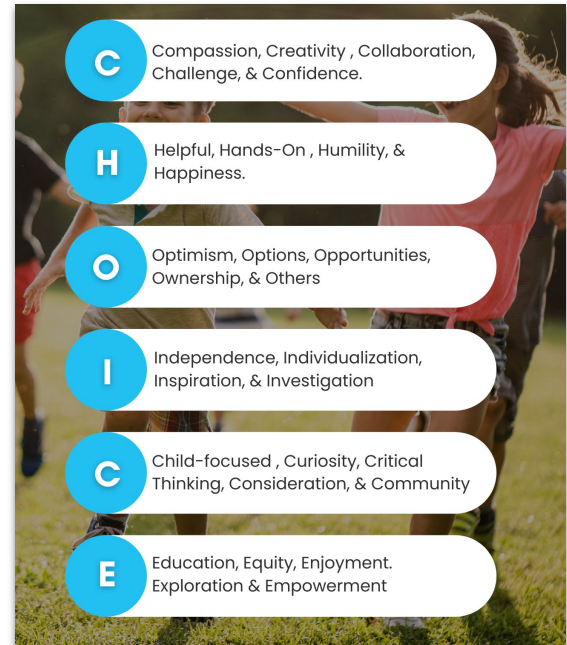 C
Compassion, Creativity , Collaboration,
Challenge, & Confidence.
H
Helpful, Hands-On , Humility, &
Happiness.
O
Optimism, Options, Opportunities,
Ownership, & Others
I
Independence, Individualization,
Inspiration, & Investigation
C
Child-focused , Curiosity, Critical
Thinking, Consideration, & Community
E
Education, Equity, Enjoyment.
Exploration & Empowerment